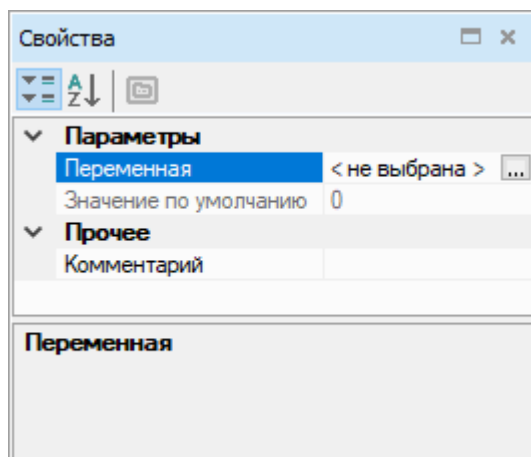 Свойства
Параметры
Переменная < не выбрана > ...
Значение по умолчанию 0
Прочее
Комментарий
Переменная